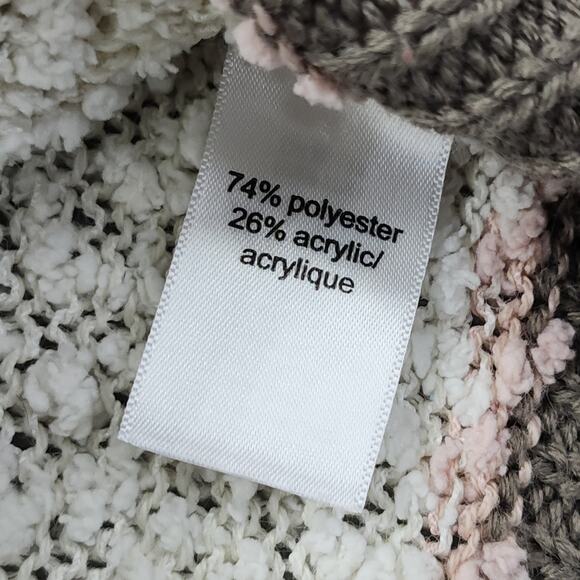 74% polyester
26% acrylic/
acrylique